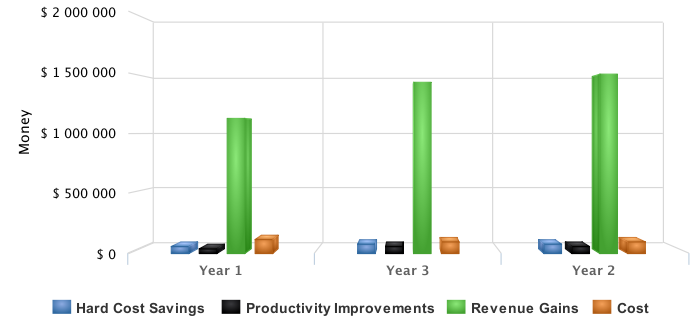 $ 2 000 000
$ 1 500 000
$ 1 000 000
$ 500 000
$ 0
Money
Year 1 Year 3 Year 2
Hard Cost Savings Productivity Improvements Revenue Gains Cost